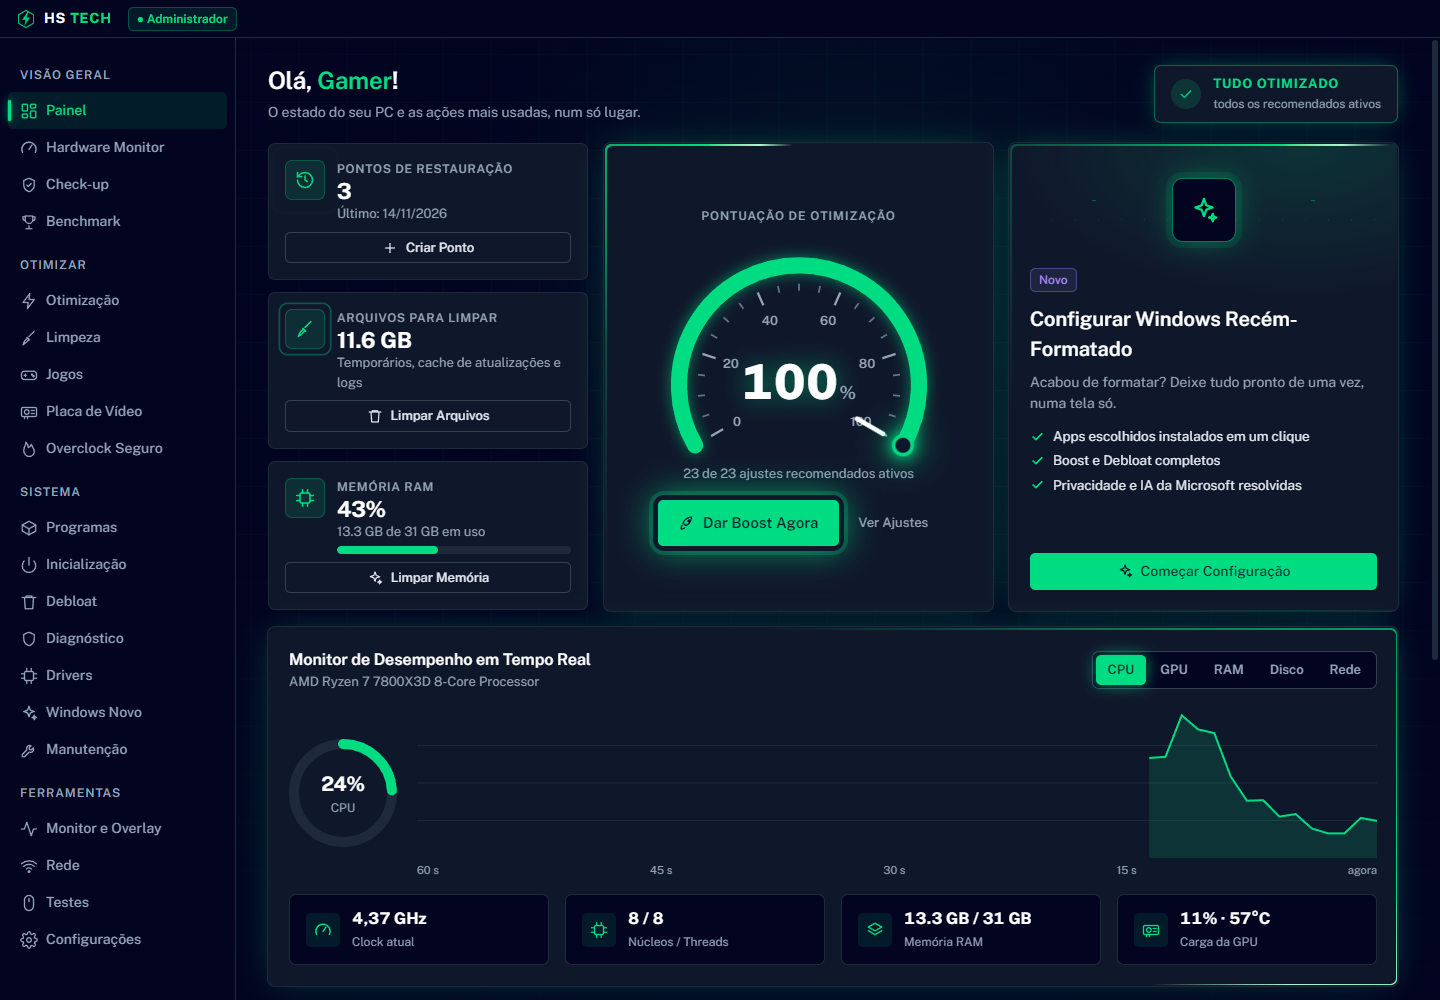 HS TECH
Administrador
VISÃO GERAL
Painel
Hardware Monitor
Check-up
Benchmark
OTIMIZAR
Otimização
Limpeza
Jogos
Placa de Vídeo
Overclock Seguro
SISTEMA
Programas
Inicialização
Debloat
Diagnóstico
Drivers
Windows Novo
Manutenção
FERRAMENTAS
Monitor e Overlay
Rede
Testes
Configurações
Olá, Gamer!
O estado do seu PC e as ações mais usadas, num só lugar.
TUDO OTIMIZADO
todos os recomendados ativos
PONTOS DE RESTAURAÇÃO
3
Último: 14/11/2026
Criar Ponto
ARQUIVOS PARA LIMPAR
11.6 GB
Temporários, cache de atualizações e
logs
Limpar Arquivos
MEMÓRIA RAM
43%
13.3 GB de 31 GB em uso
Limpar Memória
PONTUAÇÃO DE OTIMIZAÇÃO
40 60
20 80
100%
0 100
23 de 23 ajustes recomendados ativos
Dar Boost Agora
Ver Ajustes
Novo
Configurar Windows Recém-
Formatado
Acabou de formatar? Deixe tudo pronto de uma vez,
numa tela só.
Apps escolhidos instalados em um clique
Boost e Debloat completos
Privacidade e IA da Microsoft resolvidas
Começar Configuração
Monitor de Desempenho em Tempo Real
AMD Ryzen 7 7800X3D 8-Core Processor
CPU GPU RAM Disco Rede
24%
CPU
60 s 45 s 30 s 15 s agora
4,37 GHz
Clock atual
8 / 8
Núcleos / Threads
13.3 GB / 31 GB
Memória RAM
11% · 57°C
Carga da GPU